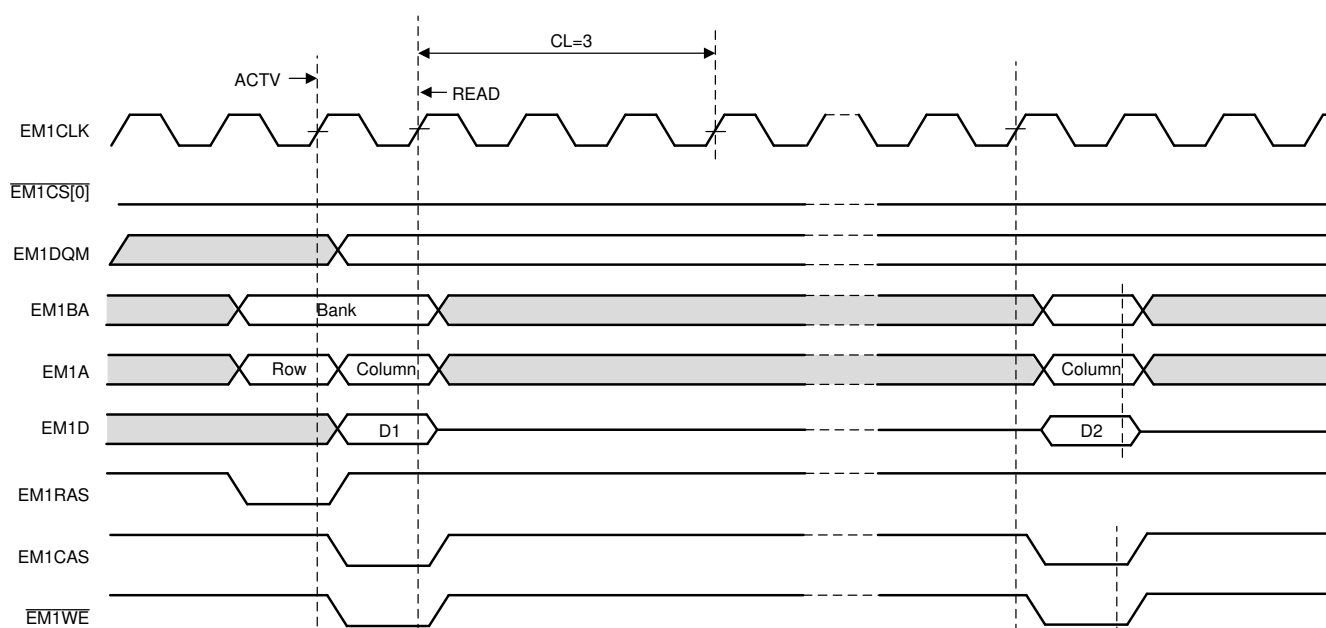 CL=3
ACTV
READ
EM1CLK
EM1CS[0]
EM1DQM
EM1BA
Bank
EM1A
Row
Column
Column
EM1D
D1
D2
EM1RAS
EM1CAS
EM1WE